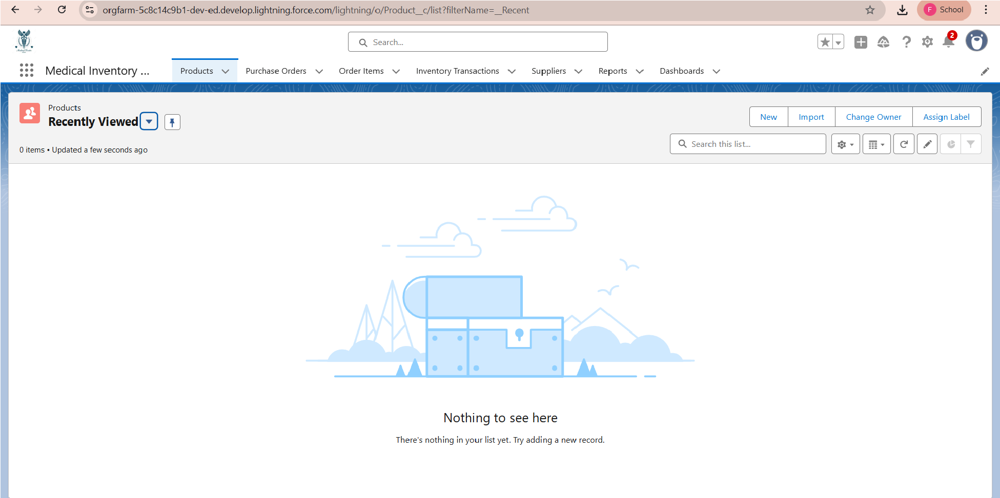 orgfarm-5c8c14c9b1-dev-ed.develop.lightning.force.com/lightning/o/Product__c/list?filterName=__Recent
F School
Search...
2
Medical Inventory ...
Products
Purchase Orders
Order Items
Inventory Transactions
Suppliers
Reports
Dashboards
Products
Recently Viewed
New
Import
Change Owner
Assign Label
0 items • Updated a few seconds ago
Search this list...
Nothing to see here
There's nothing in your list yet. Try adding a new record.